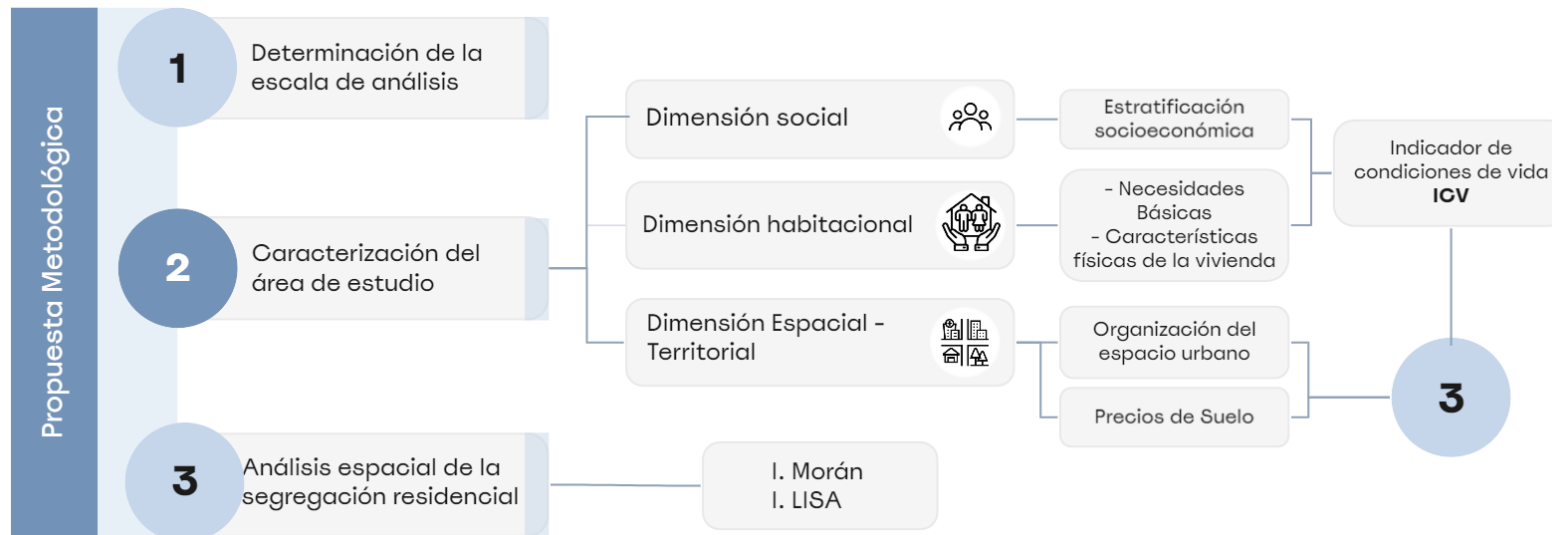 Propuesta Metodológica
1
Determinación de la
escala de análisis
2
Caracterización del
área de estudio
Dimensión social
Estratificación
socioeconómica
Dimensión habitacional
- Necesidades
Básicas
- Características
físicas de la vivienda
Indicador de
condiciones de vida
ICV
Dimensión Espacial -
Territorial
Organización del
espacio urbano
Precios de Suelo
3
3
Análisis espacial de la
segregación residencial
I. Morán
I. LISA